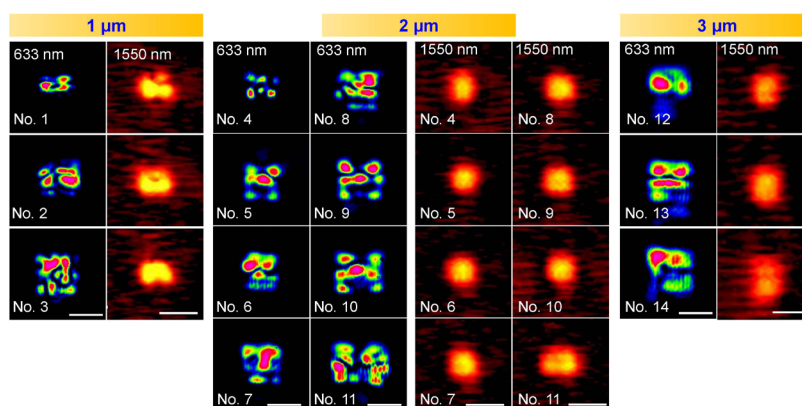 1 µm
2 µm
3 µm
633 nm
1550 nm
633 nm
633 nm
1550 nm
1550 nm
633 nm
1550 nm
No. 1
No. 4
No. 8
No. 4
No. 8
No. 12
No. 2
No. 5
No. 9
No. 5
No. 9
No. 13
No. 3
No. 6
No. 10
No. 6
No. 10
No. 14
No. 7
No. 11
No. 7
No. 11